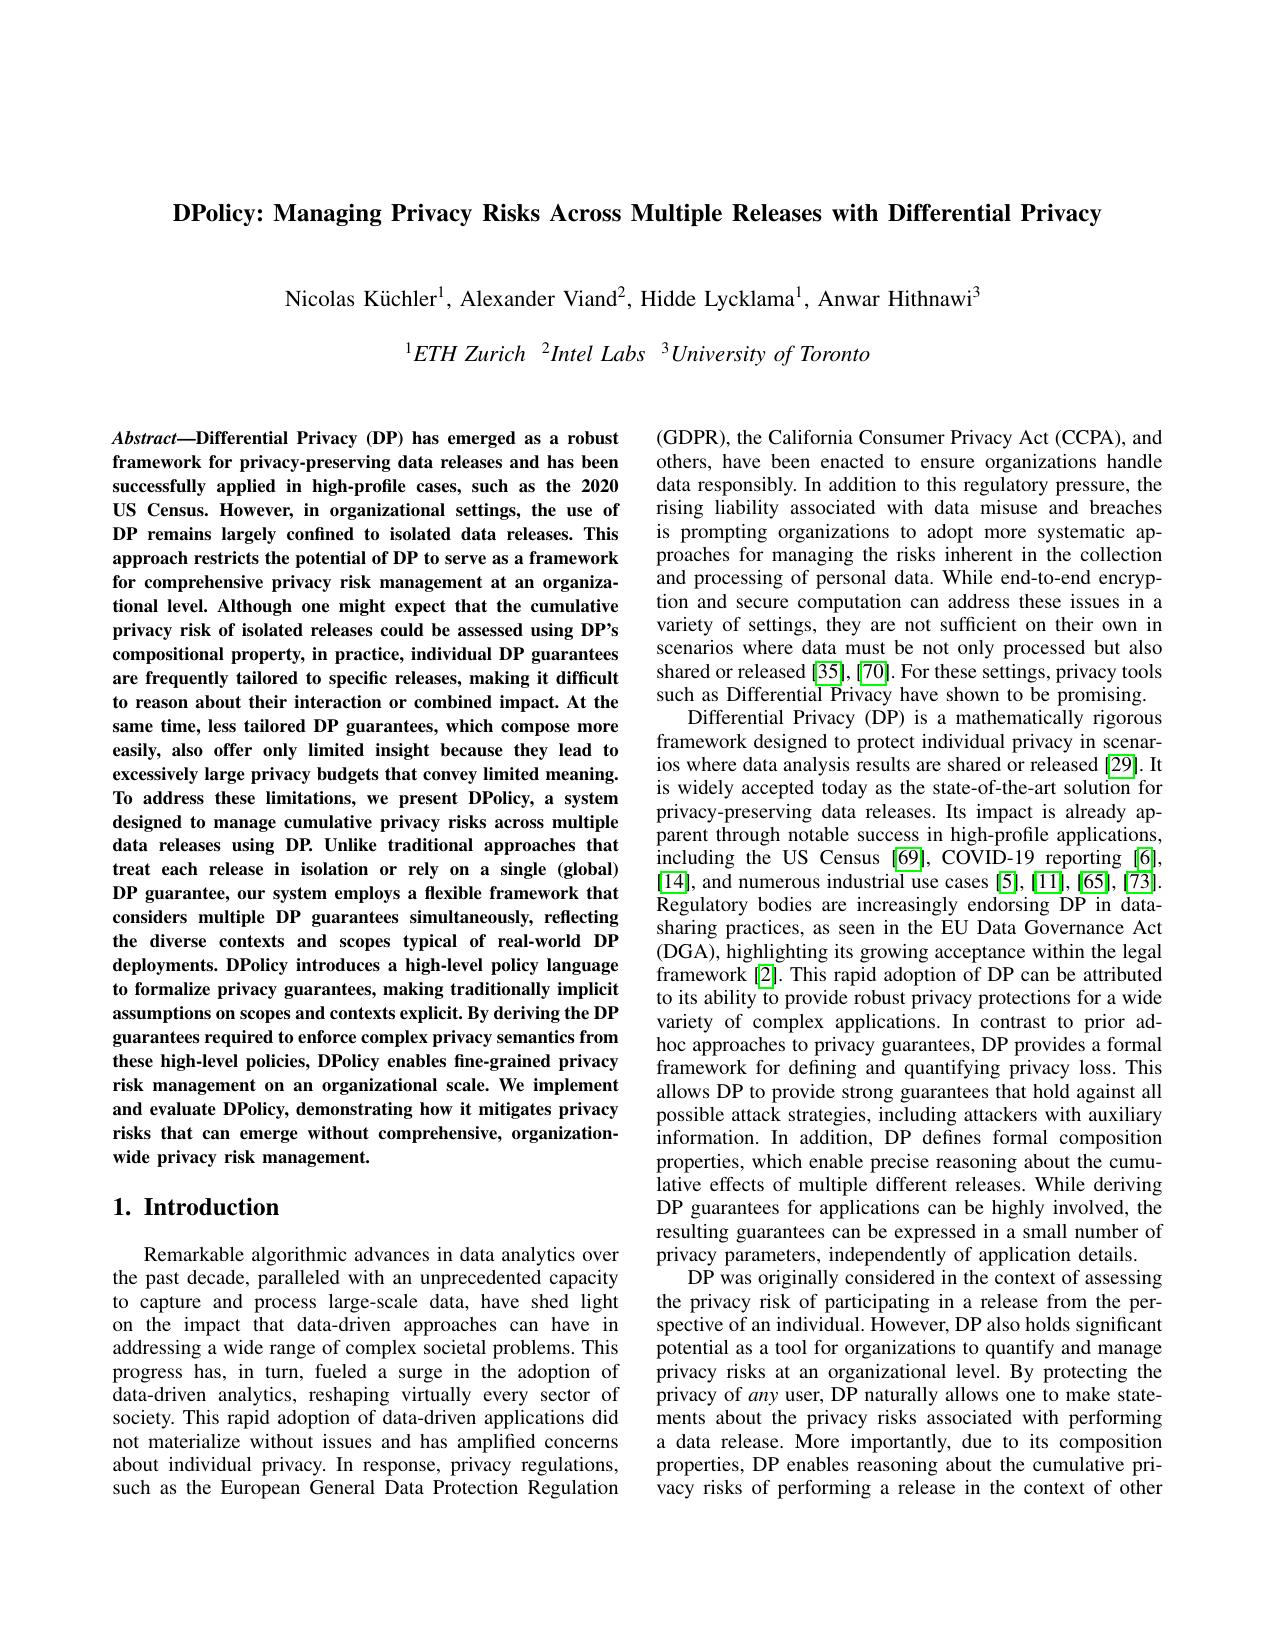 DPolicy: Managing Privacy Risks Across Multiple Releases with Differential Privacy
Nicolas Küchler1, Alexander Viand2, Hidde Lycklama1, Anwar Hithnawi3
1ETH Zurich 2Intel Labs 3University of Toronto
Abstract—Differential Privacy (DP) has emerged as a robust
framework for privacy-preserving data releases and has been
successfully applied in high-profile cases, such as the 2020
US Census. However, in organizational settings, the use of
DP remains largely confined to isolated data releases. This
approach restricts the potential of DP to serve as a framework
for comprehensive privacy risk management at an organiza-
tional level. Although one might expect that the cumulative
privacy risk of isolated releases could be assessed using DP's
compositional property, in practice, individual DP guarantees
are frequently tailored to specific releases, making it difficult
to reason about their interaction or combined impact. At the
same time, less tailored DP guarantees, which compose more
easily, also offer only limited insight because they lead to
excessively large privacy budgets that convey limited meaning.
To address these limitations, we present DPolicy, a system
designed to manage cumulative privacy risks across multiple
data releases using DP. Unlike traditional approaches that
treat each release in isolation or rely on a single (global)
DP guarantee, our system employs a flexible framework that
considers multiple DP guarantees simultaneously, reflecting
the diverse contexts and scopes typical of real-world DP
deployments. DPolicy introduces a high-level policy language
to formalize privacy guarantees, making traditionally implicit
assumptions on scopes and contexts explicit. By deriving the DP
guarantees required to enforce complex privacy semantics from
these high-level policies, DPolicy enables fine-grained privacy
risk management on an organizational scale. We implement
and evaluate DPolicy, demonstrating how it mitigates privacy
risks that can emerge without comprehensive, organization-
wide privacy risk management.
1. Introduction
Remarkable algorithmic advances in data analytics over
the past decade, paralleled with an unprecedented capacity
to capture and process large-scale data, have shed light
on the impact that data-driven approaches can have in
addressing a wide range of complex societal problems. This
progress has, in turn, fueled a surge in the adoption of
data-driven analytics, reshaping virtually every sector of
society. This rapid adoption of data-driven applications did
not materialize without issues and has amplified concerns
about individual privacy. In response, privacy regulations,
such as the European General Data Protection Regulation
(GDPR), the California Consumer Privacy Act (CCPA), and
others, have been enacted to ensure organizations handle
data responsibly. In addition to this regulatory pressure, the
rising liability associated with data misuse and breaches
is prompting organizations to adopt more systematic ap-
proaches for managing the risks inherent in the collection
and processing of personal data. While end-to-end encryp-
tion and secure computation can address these issues in a
variety of settings, they are not sufficient on their own in
scenarios where data must be not only processed but also
shared or released [35], [70]. For these settings, privacy tools
such as Differential Privacy have shown to be promising.
Differential Privacy (DP) is a mathematically rigorous
framework designed to protect individual privacy in scenar-
ios where data analysis results are shared or released [29]. It
is widely accepted today as the state-of-the-art solution for
privacy-preserving data releases. Its impact is already ap-
parent through notable success in high-profile applications,
including the US Census [69], COVID-19 reporting [6],
[14], and numerous industrial use cases [5], [11], [65], [73].
Regulatory bodies are increasingly endorsing DP in data-
sharing practices, as seen in the EU Data Governance Act
(DGA), highlighting its growing acceptance within the legal
framework [2]. This rapid adoption of DP can be attributed
to its ability to provide robust privacy protections for a wide
variety of complex applications. In contrast to prior ad-
hoc approaches to privacy guarantees, DP provides a formal
framework for defining and quantifying privacy loss. This
allows DP to provide strong guarantees that hold against all
possible attack strategies, including attackers with auxiliary
information. In addition, DP defines formal composition
properties, which enable precise reasoning about the cumu-
lative effects of multiple different releases. While deriving
DP guarantees for applications can be highly involved, the
resulting guarantees can be expressed in a small number of
privacy parameters, independently of application details.
DP was originally considered in the context of assessing
the privacy risk of participating in a release from the per-
spective of an individual. However, DP also holds significant
potential as a tool for organizations to quantify and manage
privacy risks at an organizational level. By protecting the
privacy of any user, DP naturally allows one to make state-
ments about the privacy risks associated with performing
a data release. More importantly, due to its composition
properties, DP enables reasoning about the cumulative pri-
vacy risks of performing a release in the context of other